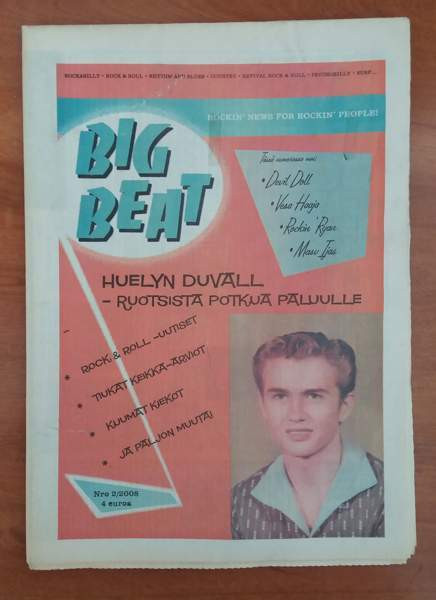 ROCKABILLY • ROCK & ROLL • RHYTHM AND BLUES • COUNTRY • REVIVAL ROCK & ROLL • PSYCHOBILLY • SURF...
ROCKIN' NEWS FOR ROCKIN' PEOPLE!
BIG
BEAT
Tässä numerossa mm:
• Devil Doll
• Vesa Haaja
• Rockin' Ryan
• Masu Ijäs
HUELYN DUVALL
- RUOTSISTA POTKUA PALUULLE
* ROCK & ROLL -UUTISET
* TIUKAT KEIKKA-ARVIOT
* KUUMAT KIEKOT
* JA PALJON MUUTA!
Nro 2/2008
4 euroa